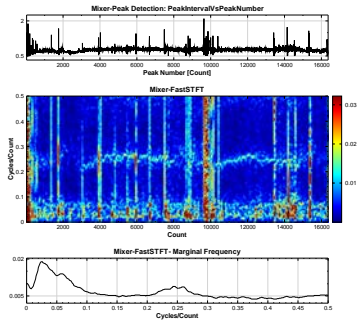 Mixer-Peak Detection: PeakIntervalVsPeakNumber
2
0.5
2000 4000 6000 8000 10000 12000 14000 16000
Peak Number [Count]
Mixer-FastSTFT
0.5
0.4
0.3
0.2
0.1
0
Cycles/Count
0.03
0.02
0.01
2000 4000 6000 8000 10000 12000 14000 16000
Count
Mixer-FastSTFT- Marginal Frequency
0.02
0.005
0 0.05 0.1 0.15 0.2 0.25 0.3 0.35 0.4 0.45 0.5
Cycles/Count